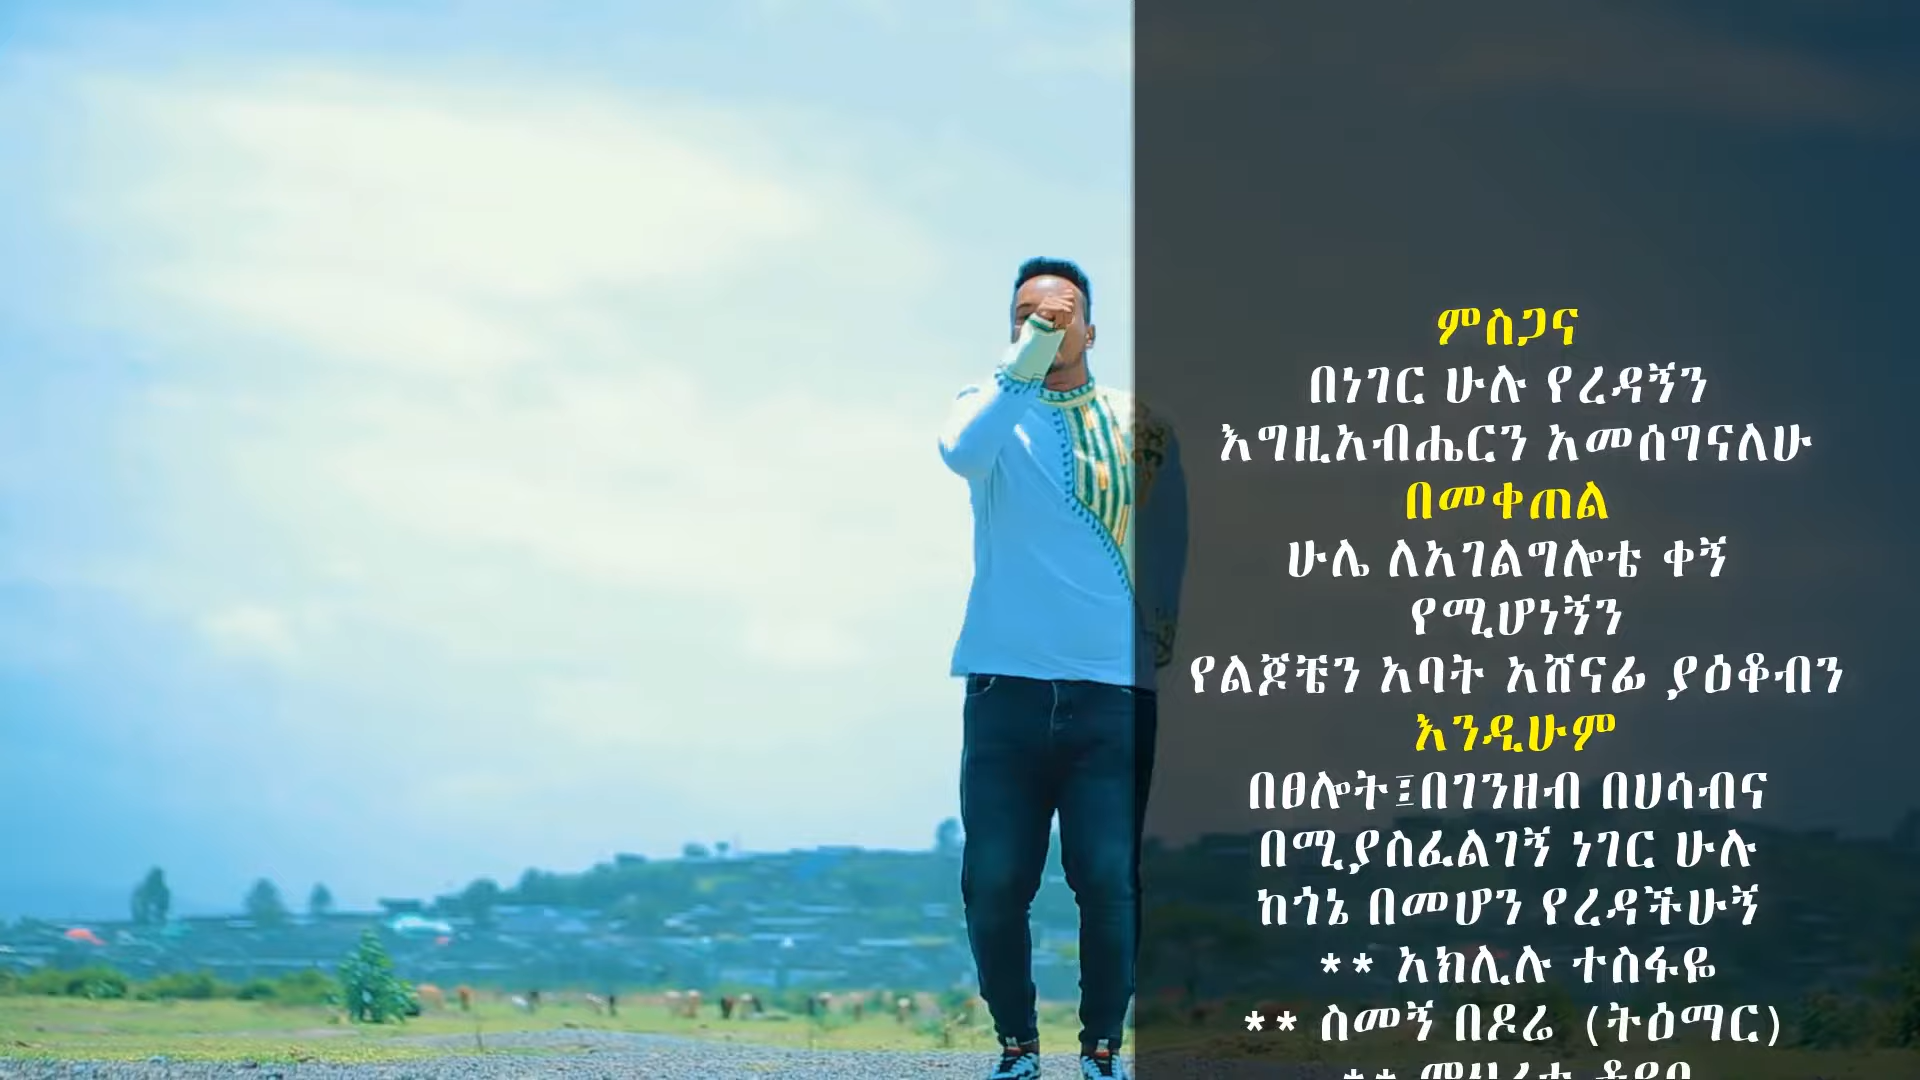 ምስጋና
በነገር ሁሉ የረዳኝን
እግዚአብሔርን አመሰግናለሁ
በመቀጠል
ሁሌ ለአገልግሎቴ ቀኝ
የሚሆነኝን
የልጆቼን አባት አሸናፊ ያዕቆብን
እንዲሁም
በፀሎት፤በገንዘብ በሀሳብና
በሚያስፈልገኝ ነገር ሁሉ
ከጎኔ በመሆን የረዳችሁኝ
** አክሊሉ ተስፋዬ
** ስመኝ በዶሬ (ትዕማር)
**